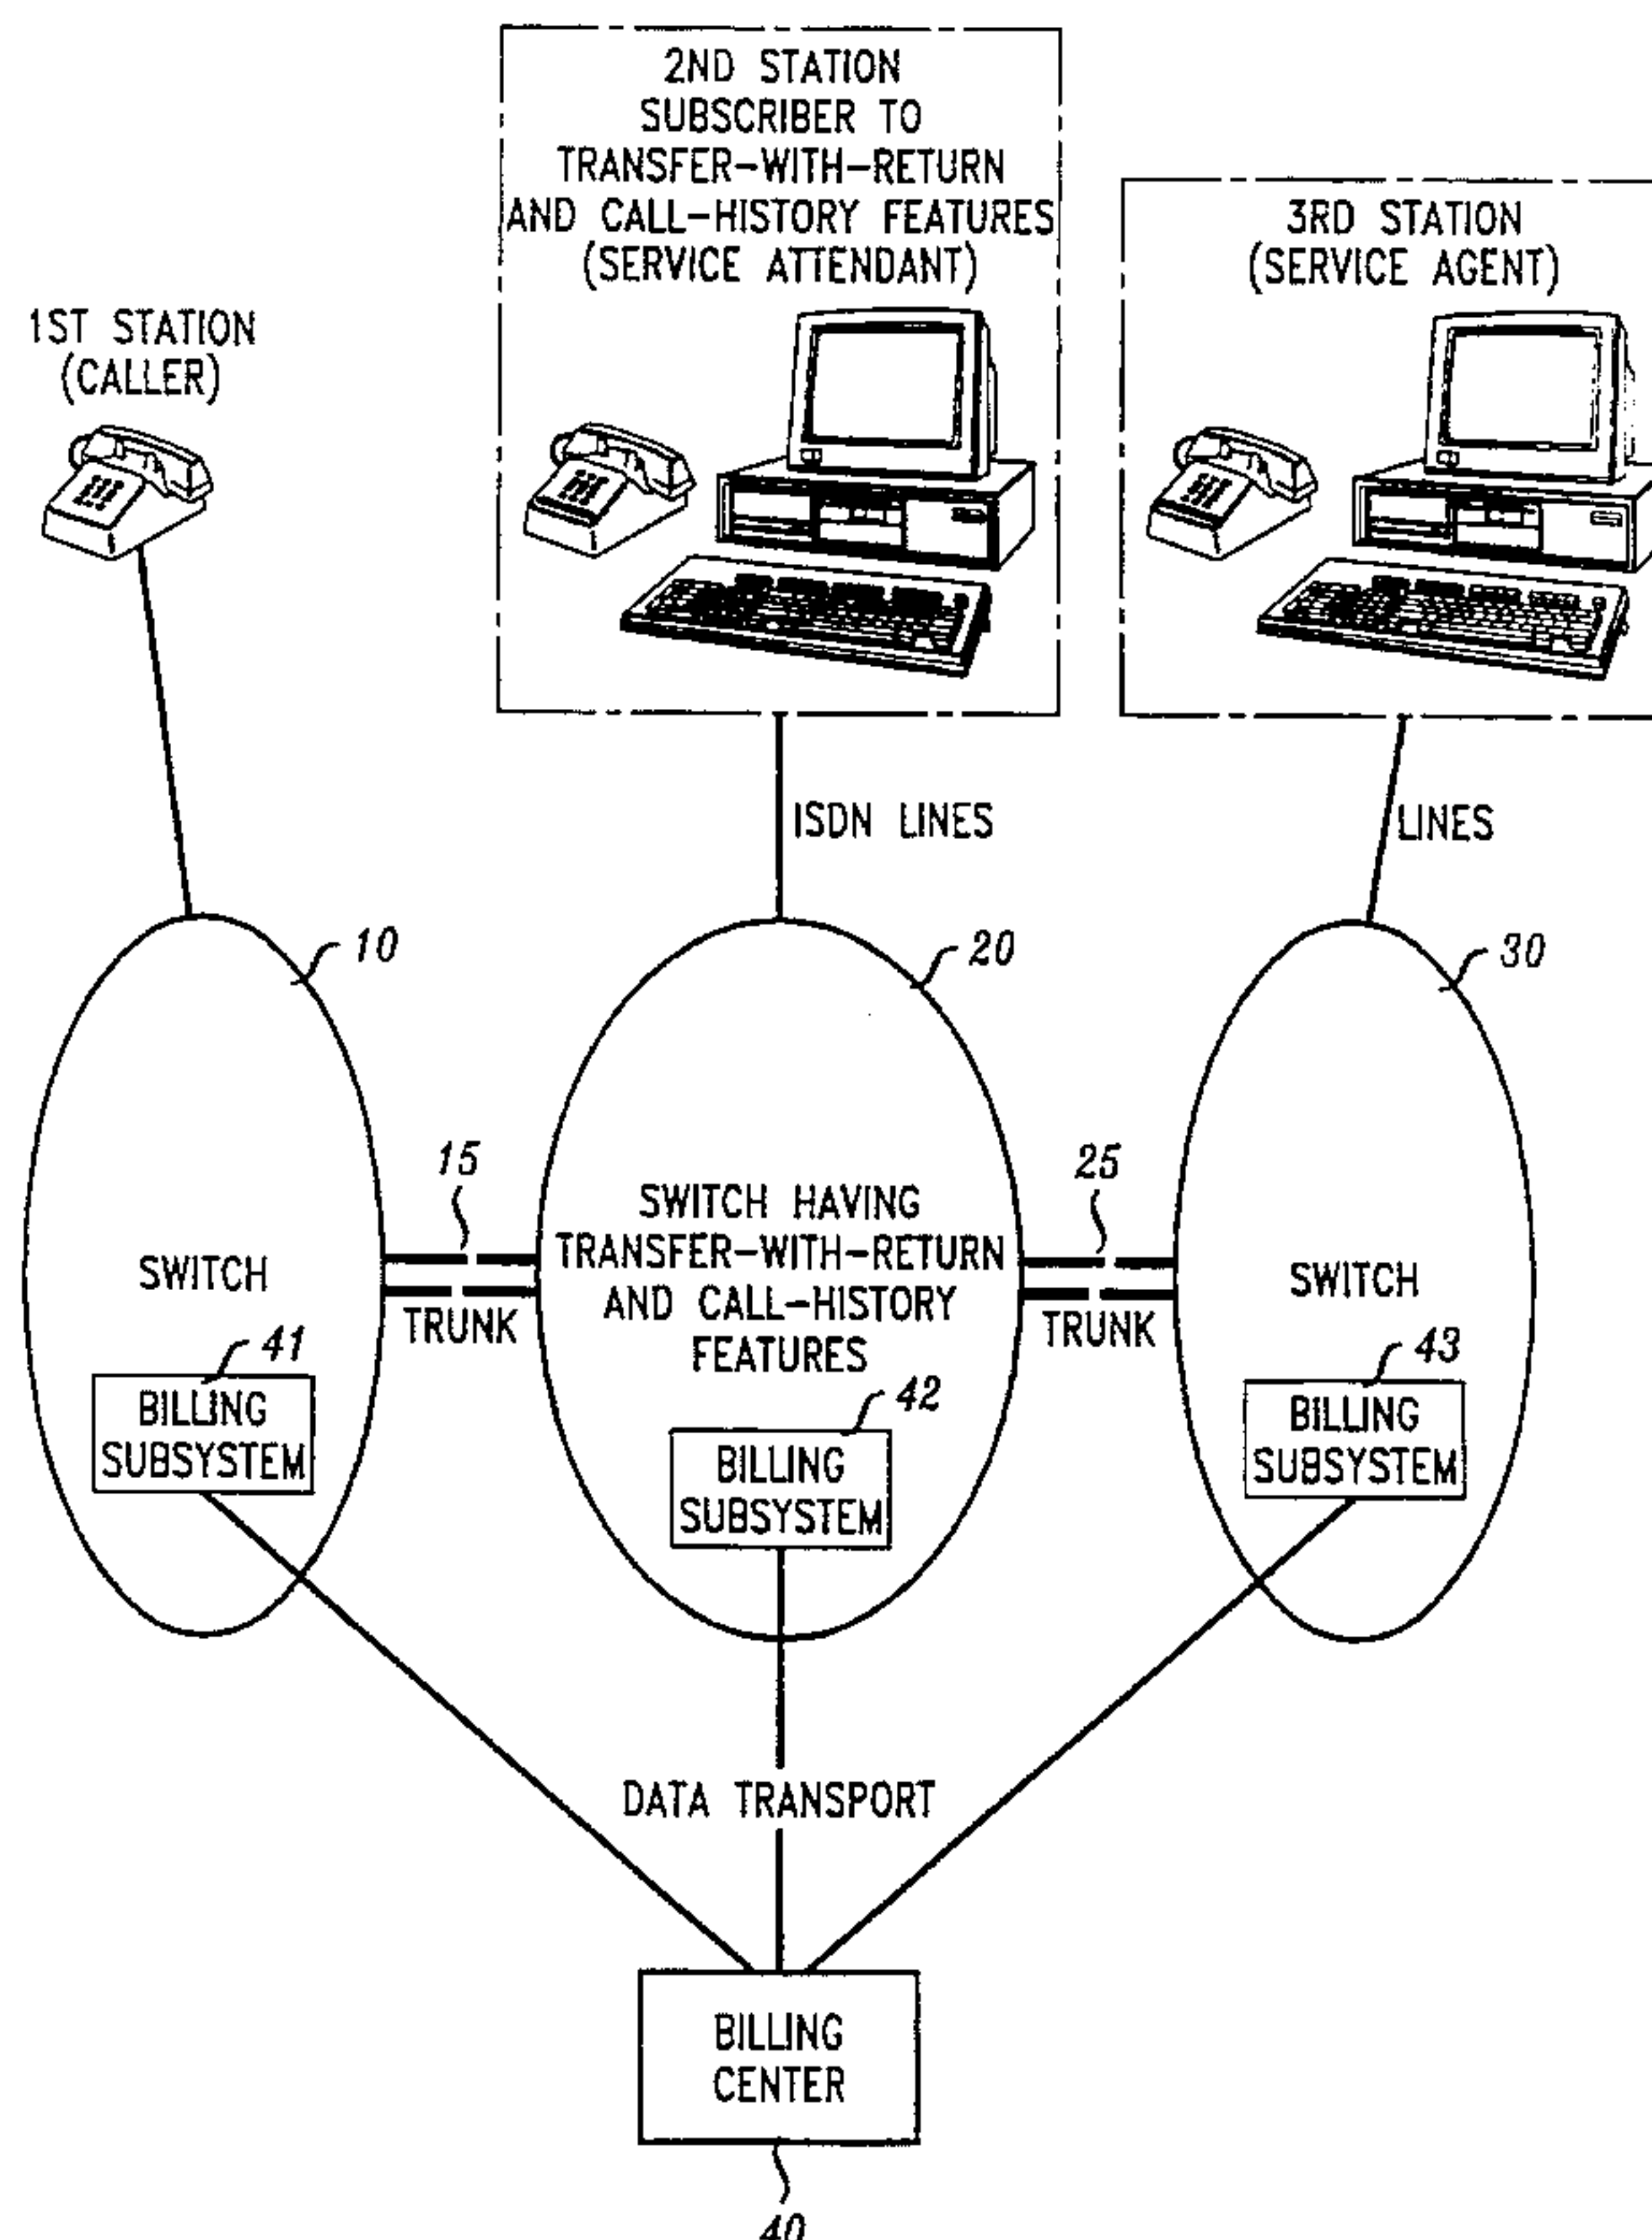 2ND STATION
SUBSCRIBER TO
TRANSFER-WITH-RETURN
AND CALL-HISTORY FEATURES
(SERVICE ATTENDANT)
3RD STATION
(SERVICE AGENT)
1ST STATION
(CALLER)
ISDN LINES
LINES
10
20
30
15
25
SWITCH
TRUNK
SWITCH HAVING
TRANSFER-WITH-RETURN
AND CALL-HISTORY
FEATURES
TRUNK
SWITCH
41
BILLING
SUBSYSTEM
42
BILLING
SUBSYSTEM
43
BILLING
SUBSYSTEM
DATA TRANSPORT
BILLING
CENTER
40